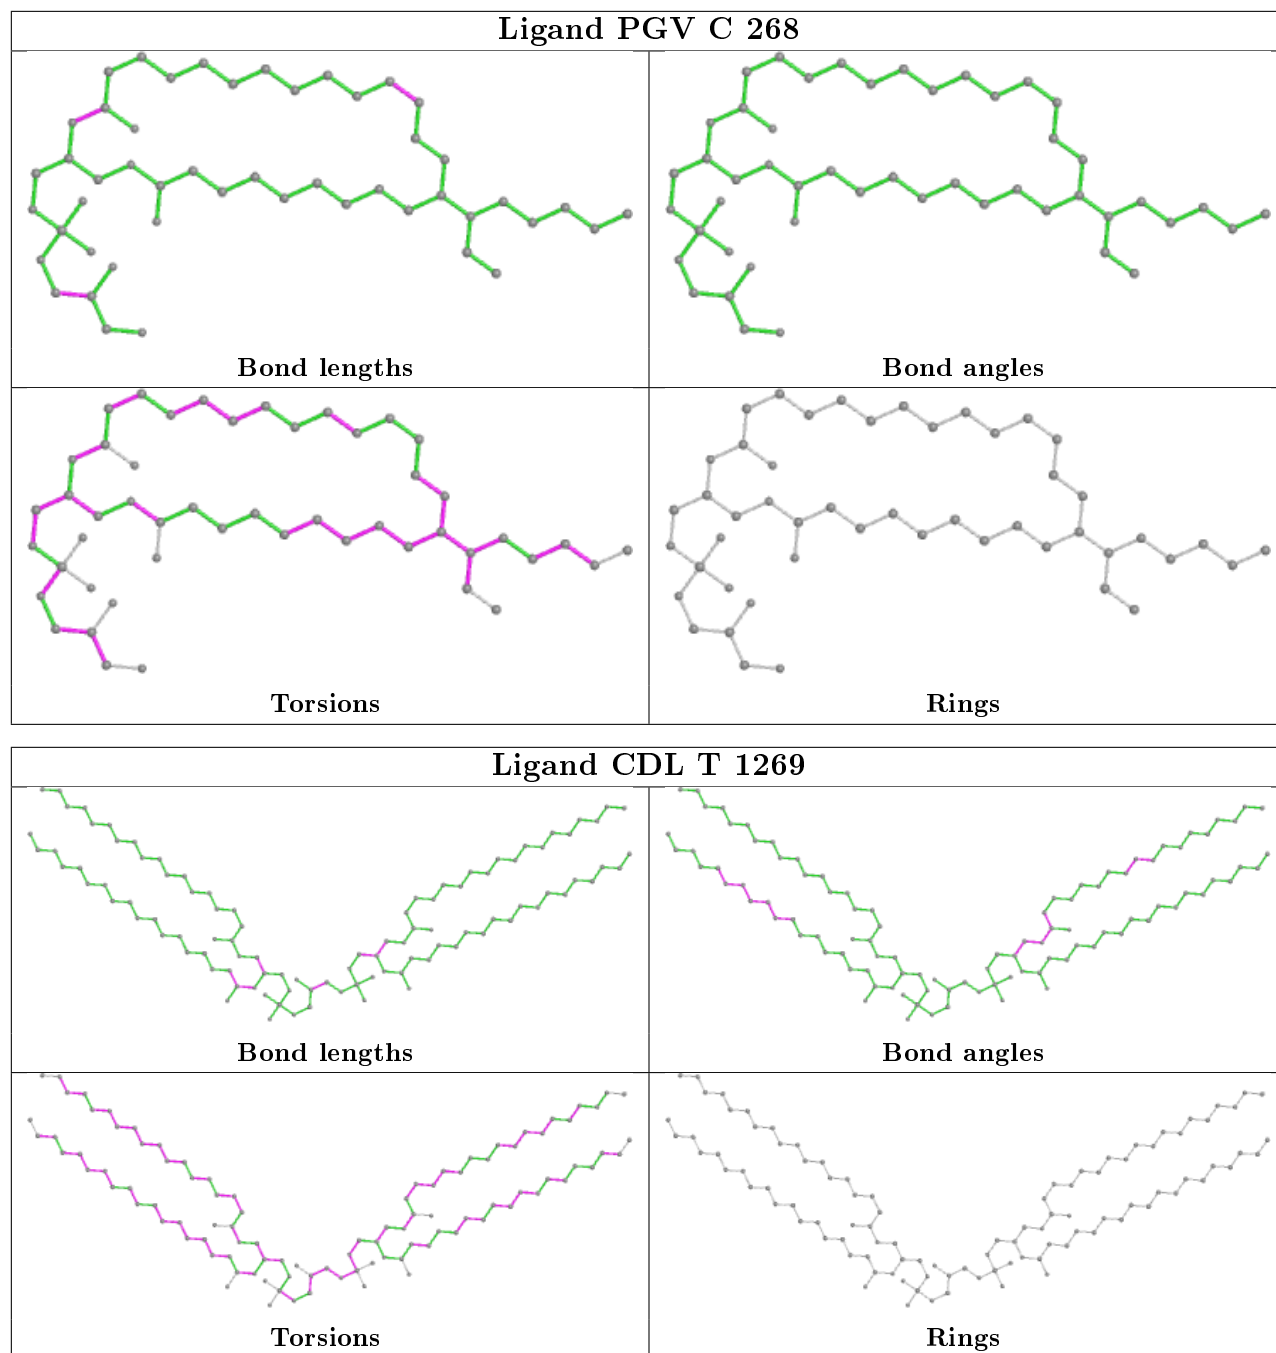 Ligand PGV C 268
Bond lengths
Bond angles
Torsions
Rings
Ligand CDL T 1269
Bond lengths
Bond angles
Torsions
Rings